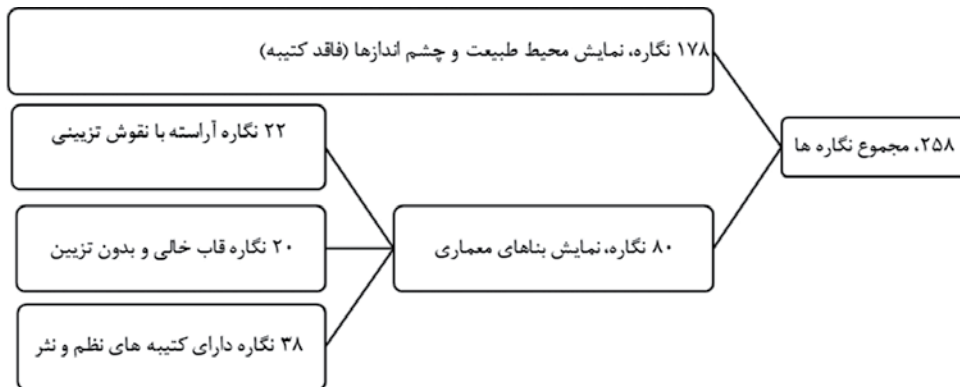 ۱۷۸ نگاره، نمایش محیط طبیعت و چشم اندازها (فاقد کتیبه)
۲۵۸، مجموع نگاره ها
۸۰ نگاره، نمایش بناهای معماری
۲۲ نگاره آراسته با نقوش تزیینی
۲۰ نگاره قاب خالی و بدون تزیین
۳۸ نگاره دارای کتیبه های نظم و نثر